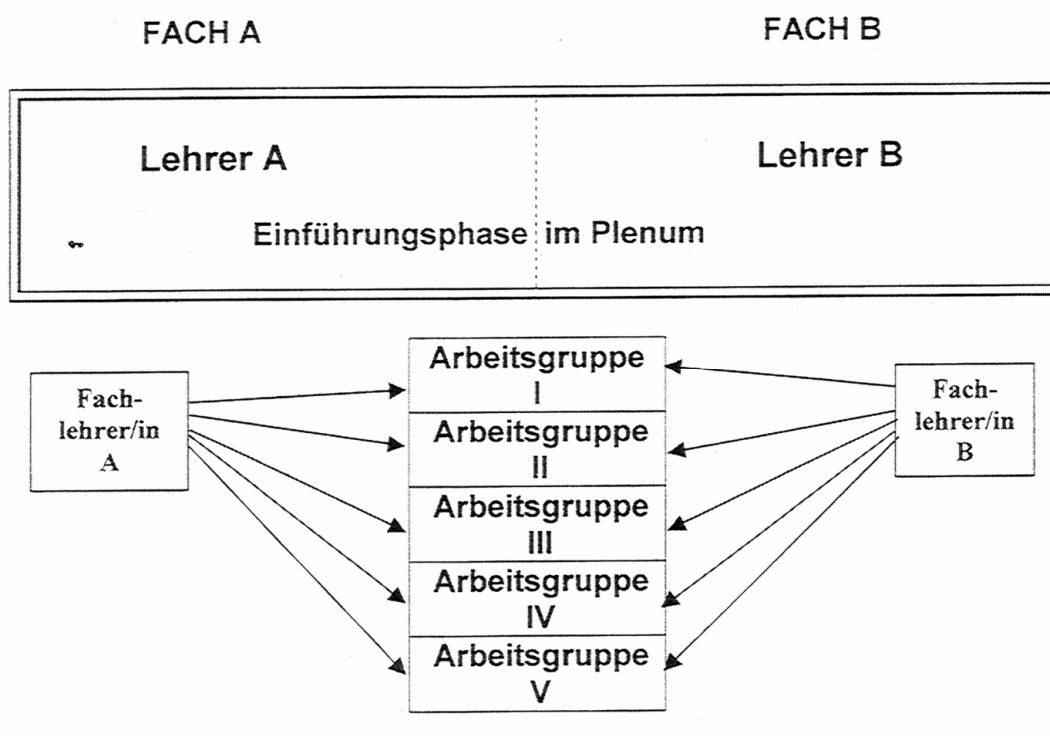 FACH A
FACH B
Lehrer A
Lehrer B
Einführungsphase im Plenum
Fach-
lehrer/in
A
Arbeitsgruppe
I
Arbeitsgruppe
II
Arbeitsgruppe
III
Arbeitsgruppe
IV
Arbeitsgruppe
V
Fach-
lehrer/in
B